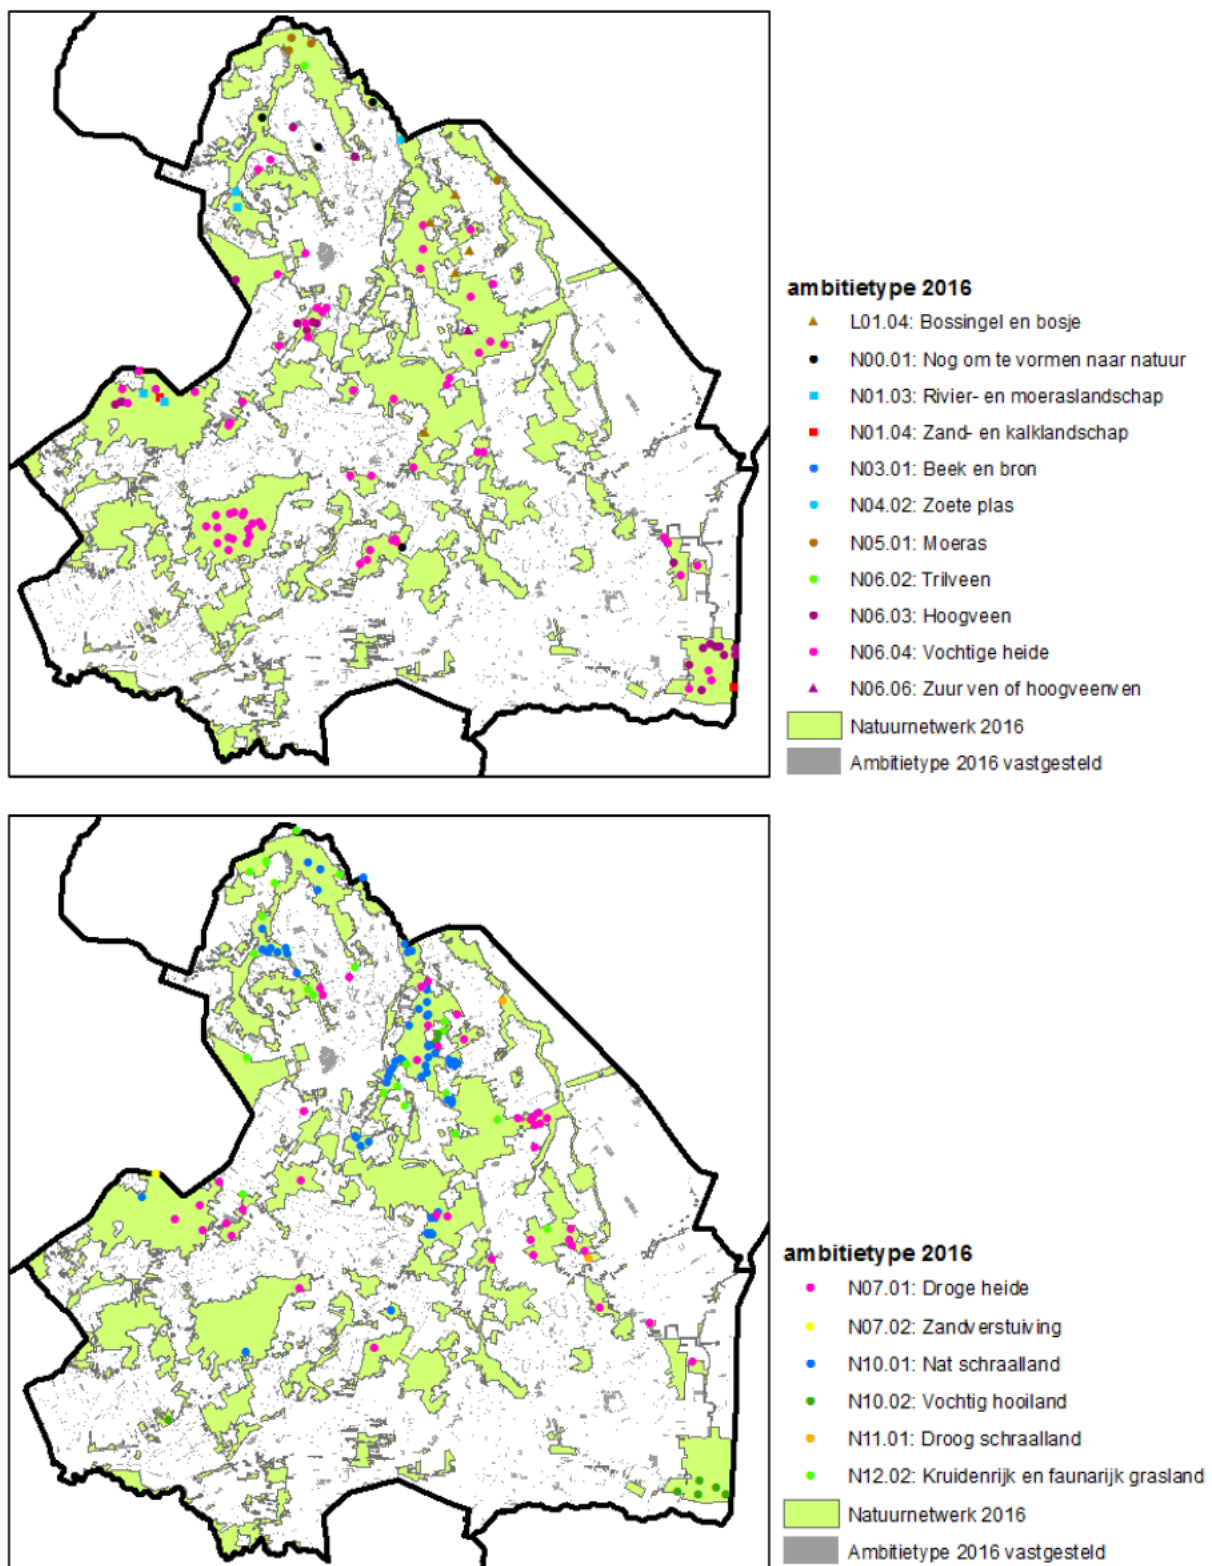 ambitietype 2016
L01.04: Bossingel en bosje
N00.01: Nog om te vormen naar natuur
N01.03: Rivier- en moeraslandschap
N01.04: Zand- en kalklandschap
N03.01: Beek en bron
N04.02: Zoete plas
N05.01: Moeras
N06.02: Trilveen
N06.03: Hoogveen
N06.04: Vochtige heide
N06.06: Zuur ven of hoogveenven
Natuurnetwerk 2016
Ambitietype 2016 vastgesteld
ambitietype 2016
N07.01: Droge heide
N07.02: Zandverstuiving
N10.01: Nat schraalland
N10.02: Vochtig hooiland
N11.01: Droog schraalland
N12.02: Kruidenrijk en faunarijk grasland
Natuurnetwerk 2016
Ambitietype 2016 vastgesteld